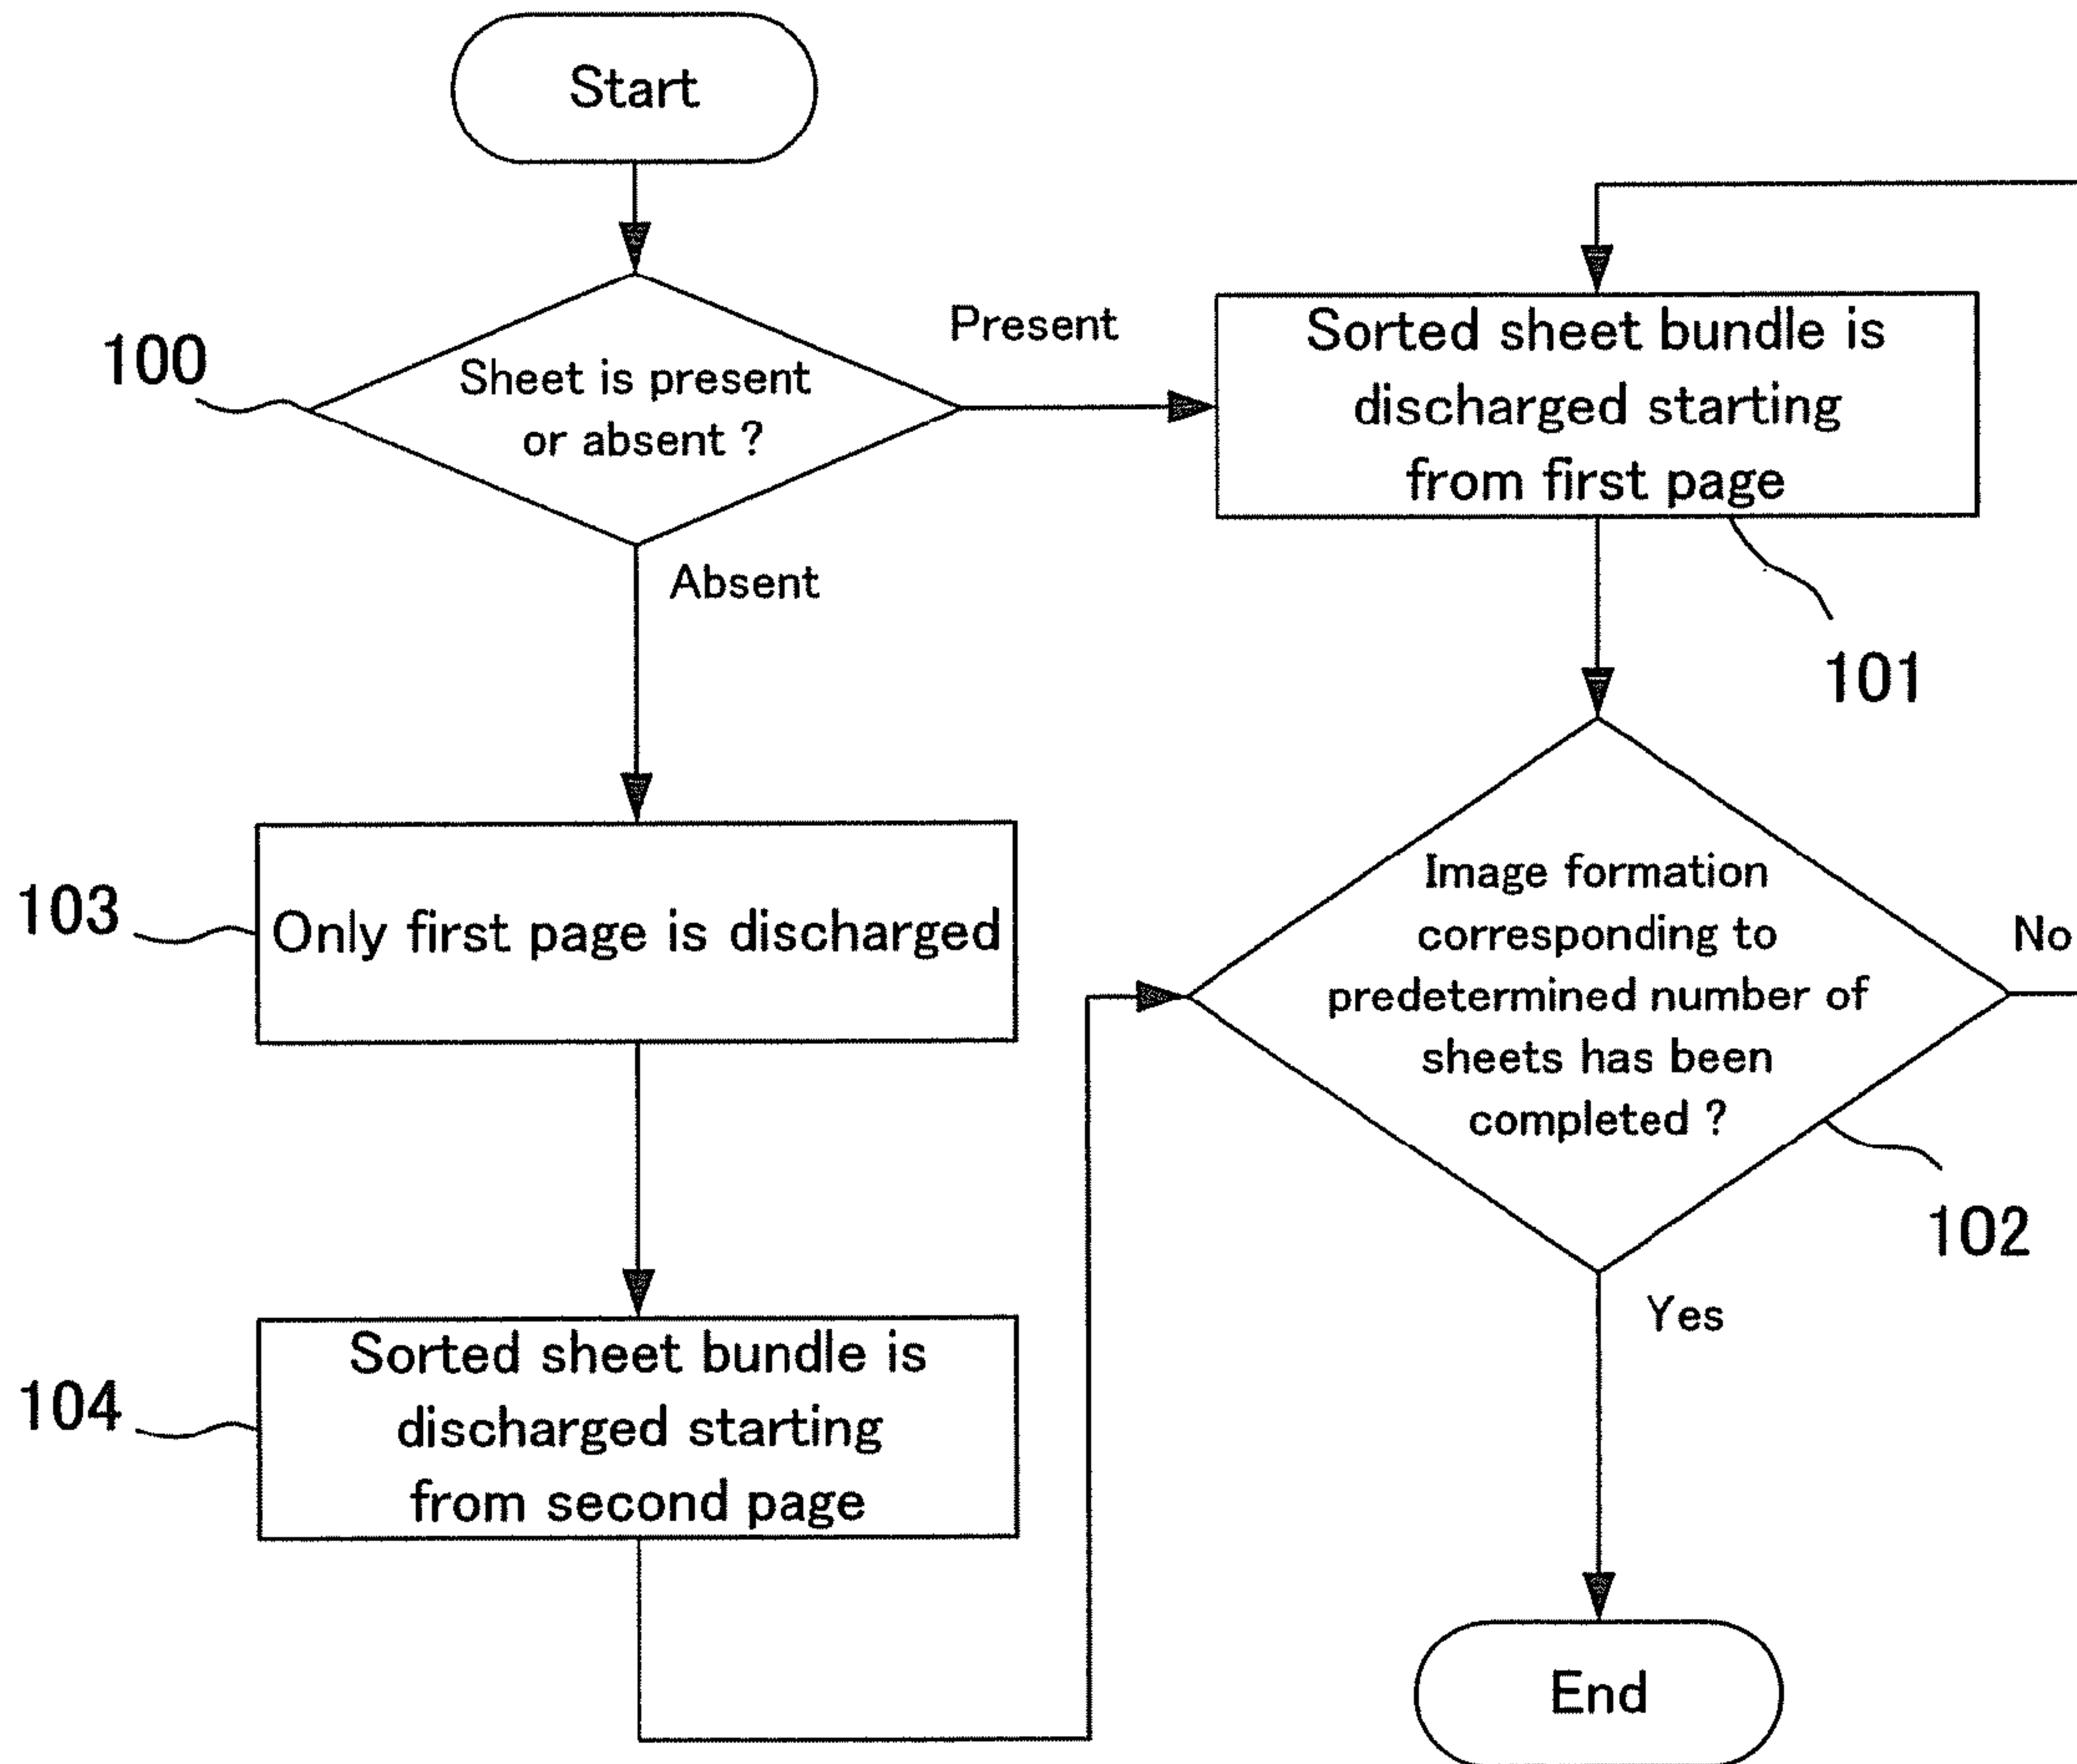 Start
100
Sheet is present
or absent ?
Present
Absent
Sorted sheet bundle is
discharged starting
from first page
101
103
Only first page is discharged
Image formation
corresponding to
predetermined number of
sheets has been
completed ?
No
102
Yes
104
Sorted sheet bundle is
discharged starting
from second page
End